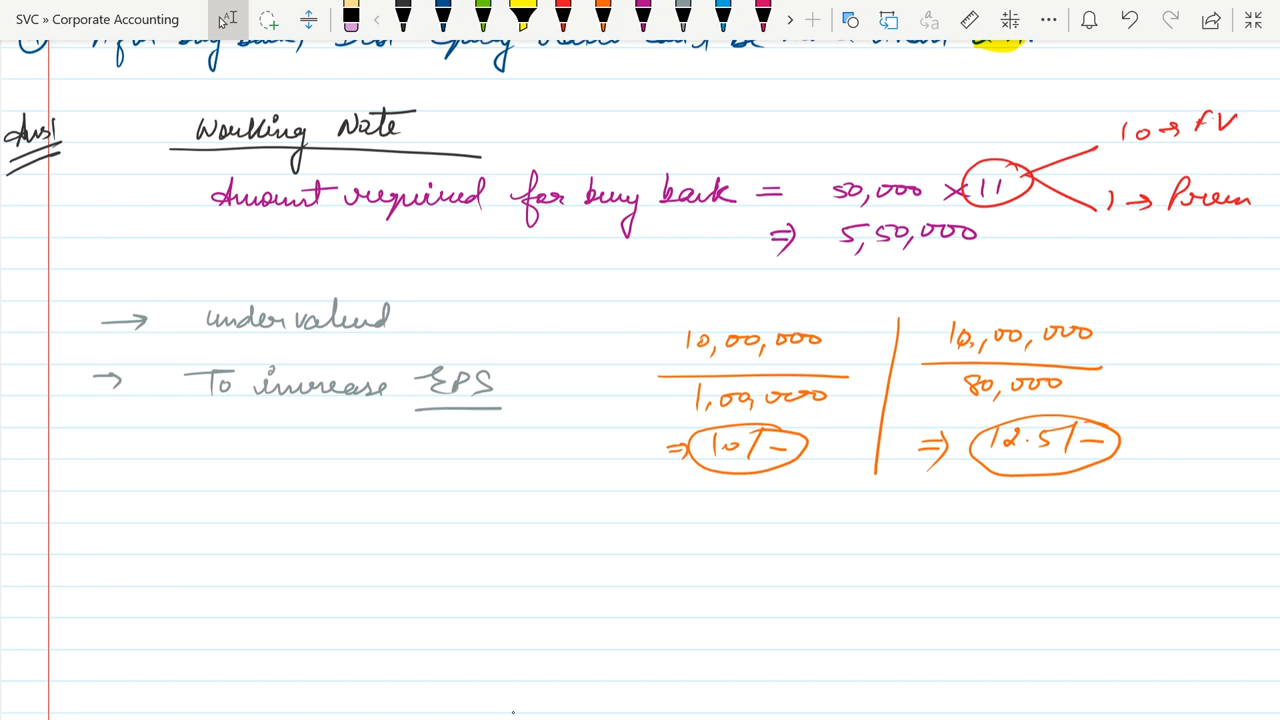 SVC » Corporate Accounting
Ans!
Working Note
Amount required for buy back = 50,000 × 11
10 → FV
1 → Prem
⇒ 5,50,000
→ undervalued
→ To increase EPS
10,00,000
1,00,000
⇒ 10/-
10,00,000
80,000
⇒ 12.5/-